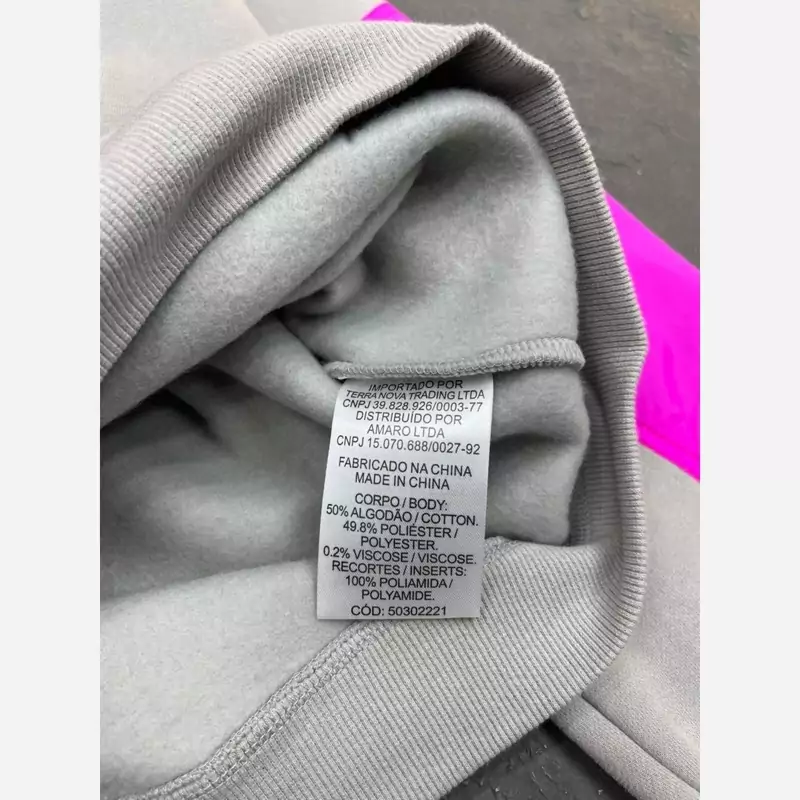 IMPORTADO POR
TERRA NOVA TRADING LTDA
CNPJ 39.828.926/0003-77
DISTRIBUÍDO POR
AMARO LTDA
CNPJ 15.070.688/0027-92
FABRICADO NA CHINA
MADE IN CHINA
CORPO / BODY:
50% ALGODÃO / COTTON.
49.8% POLIÉSTER /
POLYESTER.
0.2% VISCOSE / VISCOSE.
RECORTES / INSERTS:
100% POLIAMIDA /
POLYAMIDE.
CÓD: 50302221